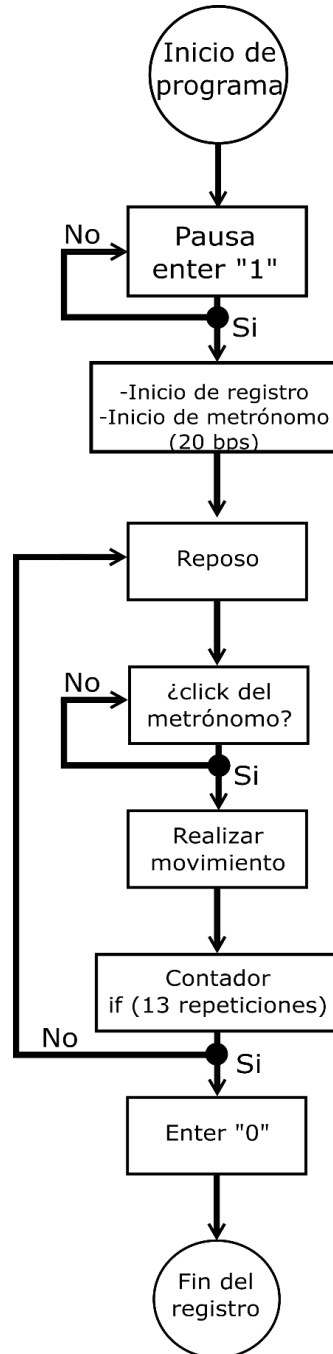 Inicio de
programa
No
Pausa
enter "1"
Si
-Inicio de registro
-Inicio de metrónomo
(20 bps)
Reposo
No
¿click del
metrónomo?
Si
Realizar
movimiento
Contador
if (13 repeticiones)
No
Si
Enter "0"
Fin del
registro